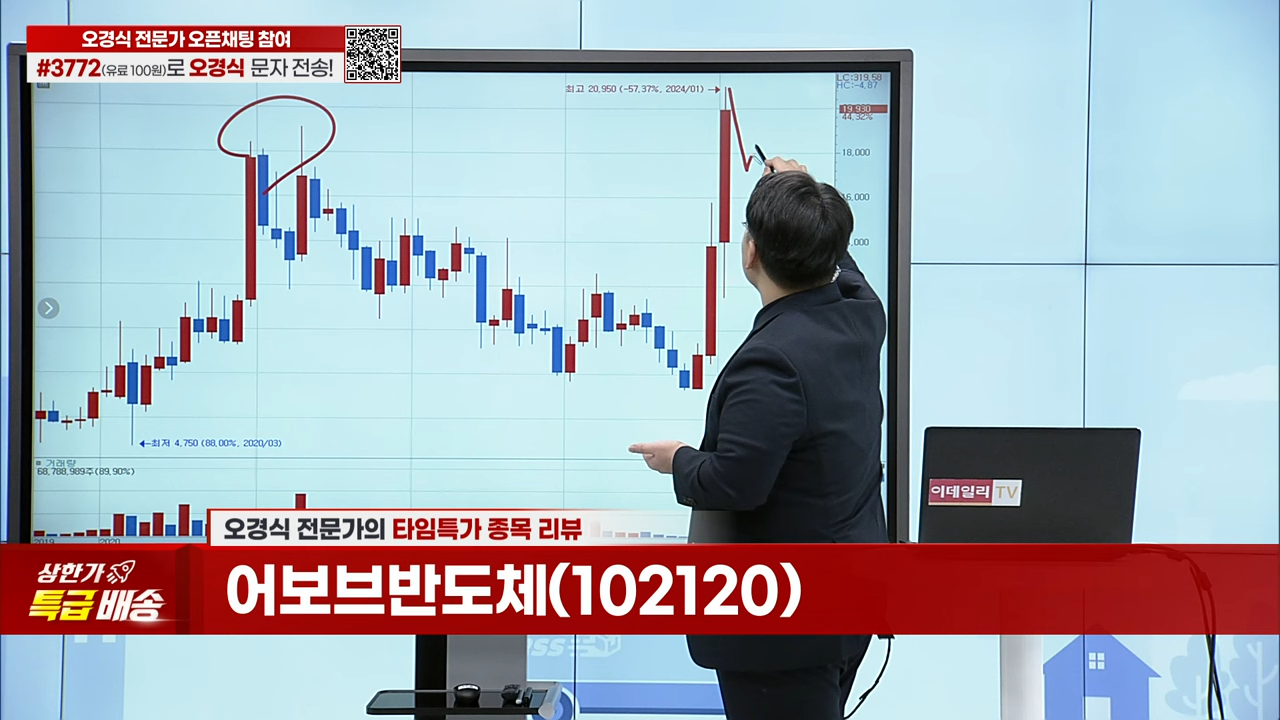 오경식 전문가 오픈채팅 참여
#3772(유료 100원)로 오경식 문자 전송!
최고 20,950 (-57,37%, 2024/01)
LC:319,58
HC:-4,87
19,930
44,32%
18,000
16,000
,000
최저 4,750 (88,00%, 2020/03)
거래량
68,788,989주(89,90%)
2019
2020
이데일리TV
오경식 전문가의 타임특가 종목 리뷰
상한가
특급배송
어보브반도체(102120)